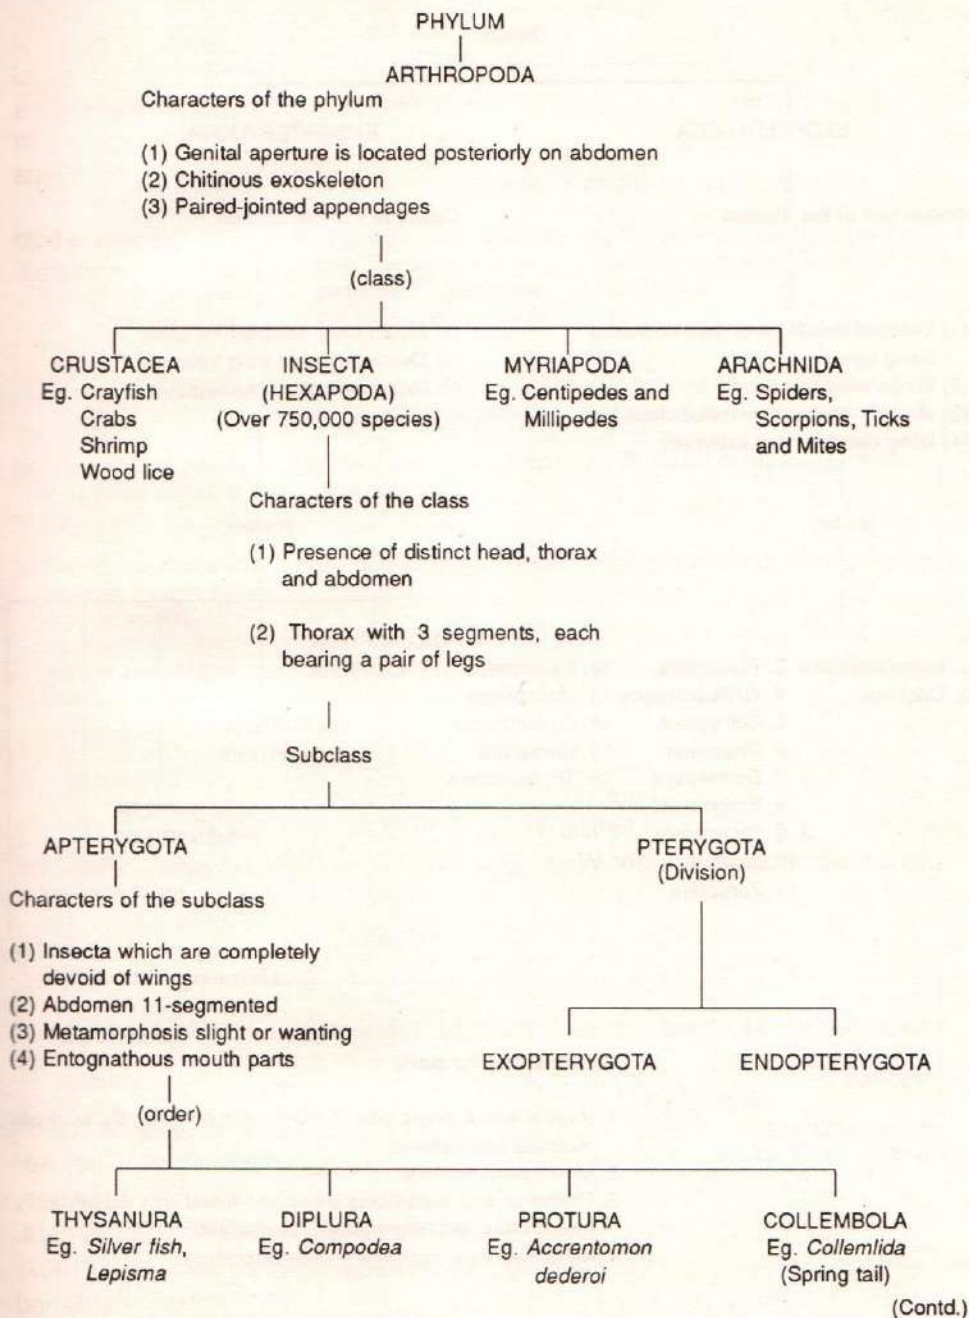 PHYLUM
ARTHROPODA
Characters of the phylum
(1) Genital aperture is located posteriorly on abdomen
(2) Chitinous exoskeleton
(3) Paired-jointed appendages
(class)
CRUSTACEA
Eg. Crayfish
Crabs
Shrimp
Wood lice
INSECTA
(HEXAPODA)
(Over 750,000 species)
MYRIAPODA
Eg. Centipedes and
Millipedes
ARACHNIDA
Eg. Spiders,
Scorpions, Ticks
and Mites
Characters of the class
(1) Presence of distinct head, thorax
and abdomen
(2) Thorax with 3 segments, each
bearing a pair of legs
Subclass
APTERYGOTA
PTERYGOTA
(Division)
Characters of the subclass
(1) Insecta which are completely
devoid of wings
(2) Abdomen 11-segmented
(3) Metamorphosis slight or wanting
(4) Entognathous mouth parts
EXOPTERYGOTA
ENDOPTERYGOTA
(order)
THYSANURA
Eg. Silver fish,
Lepisma
DIPLURA
Eg. Compodea
PROTURA
Eg. Accrentomon
dederoi
COLLEMBOLA
Eg. Collemlida
(Spring tail)
(Contd.)